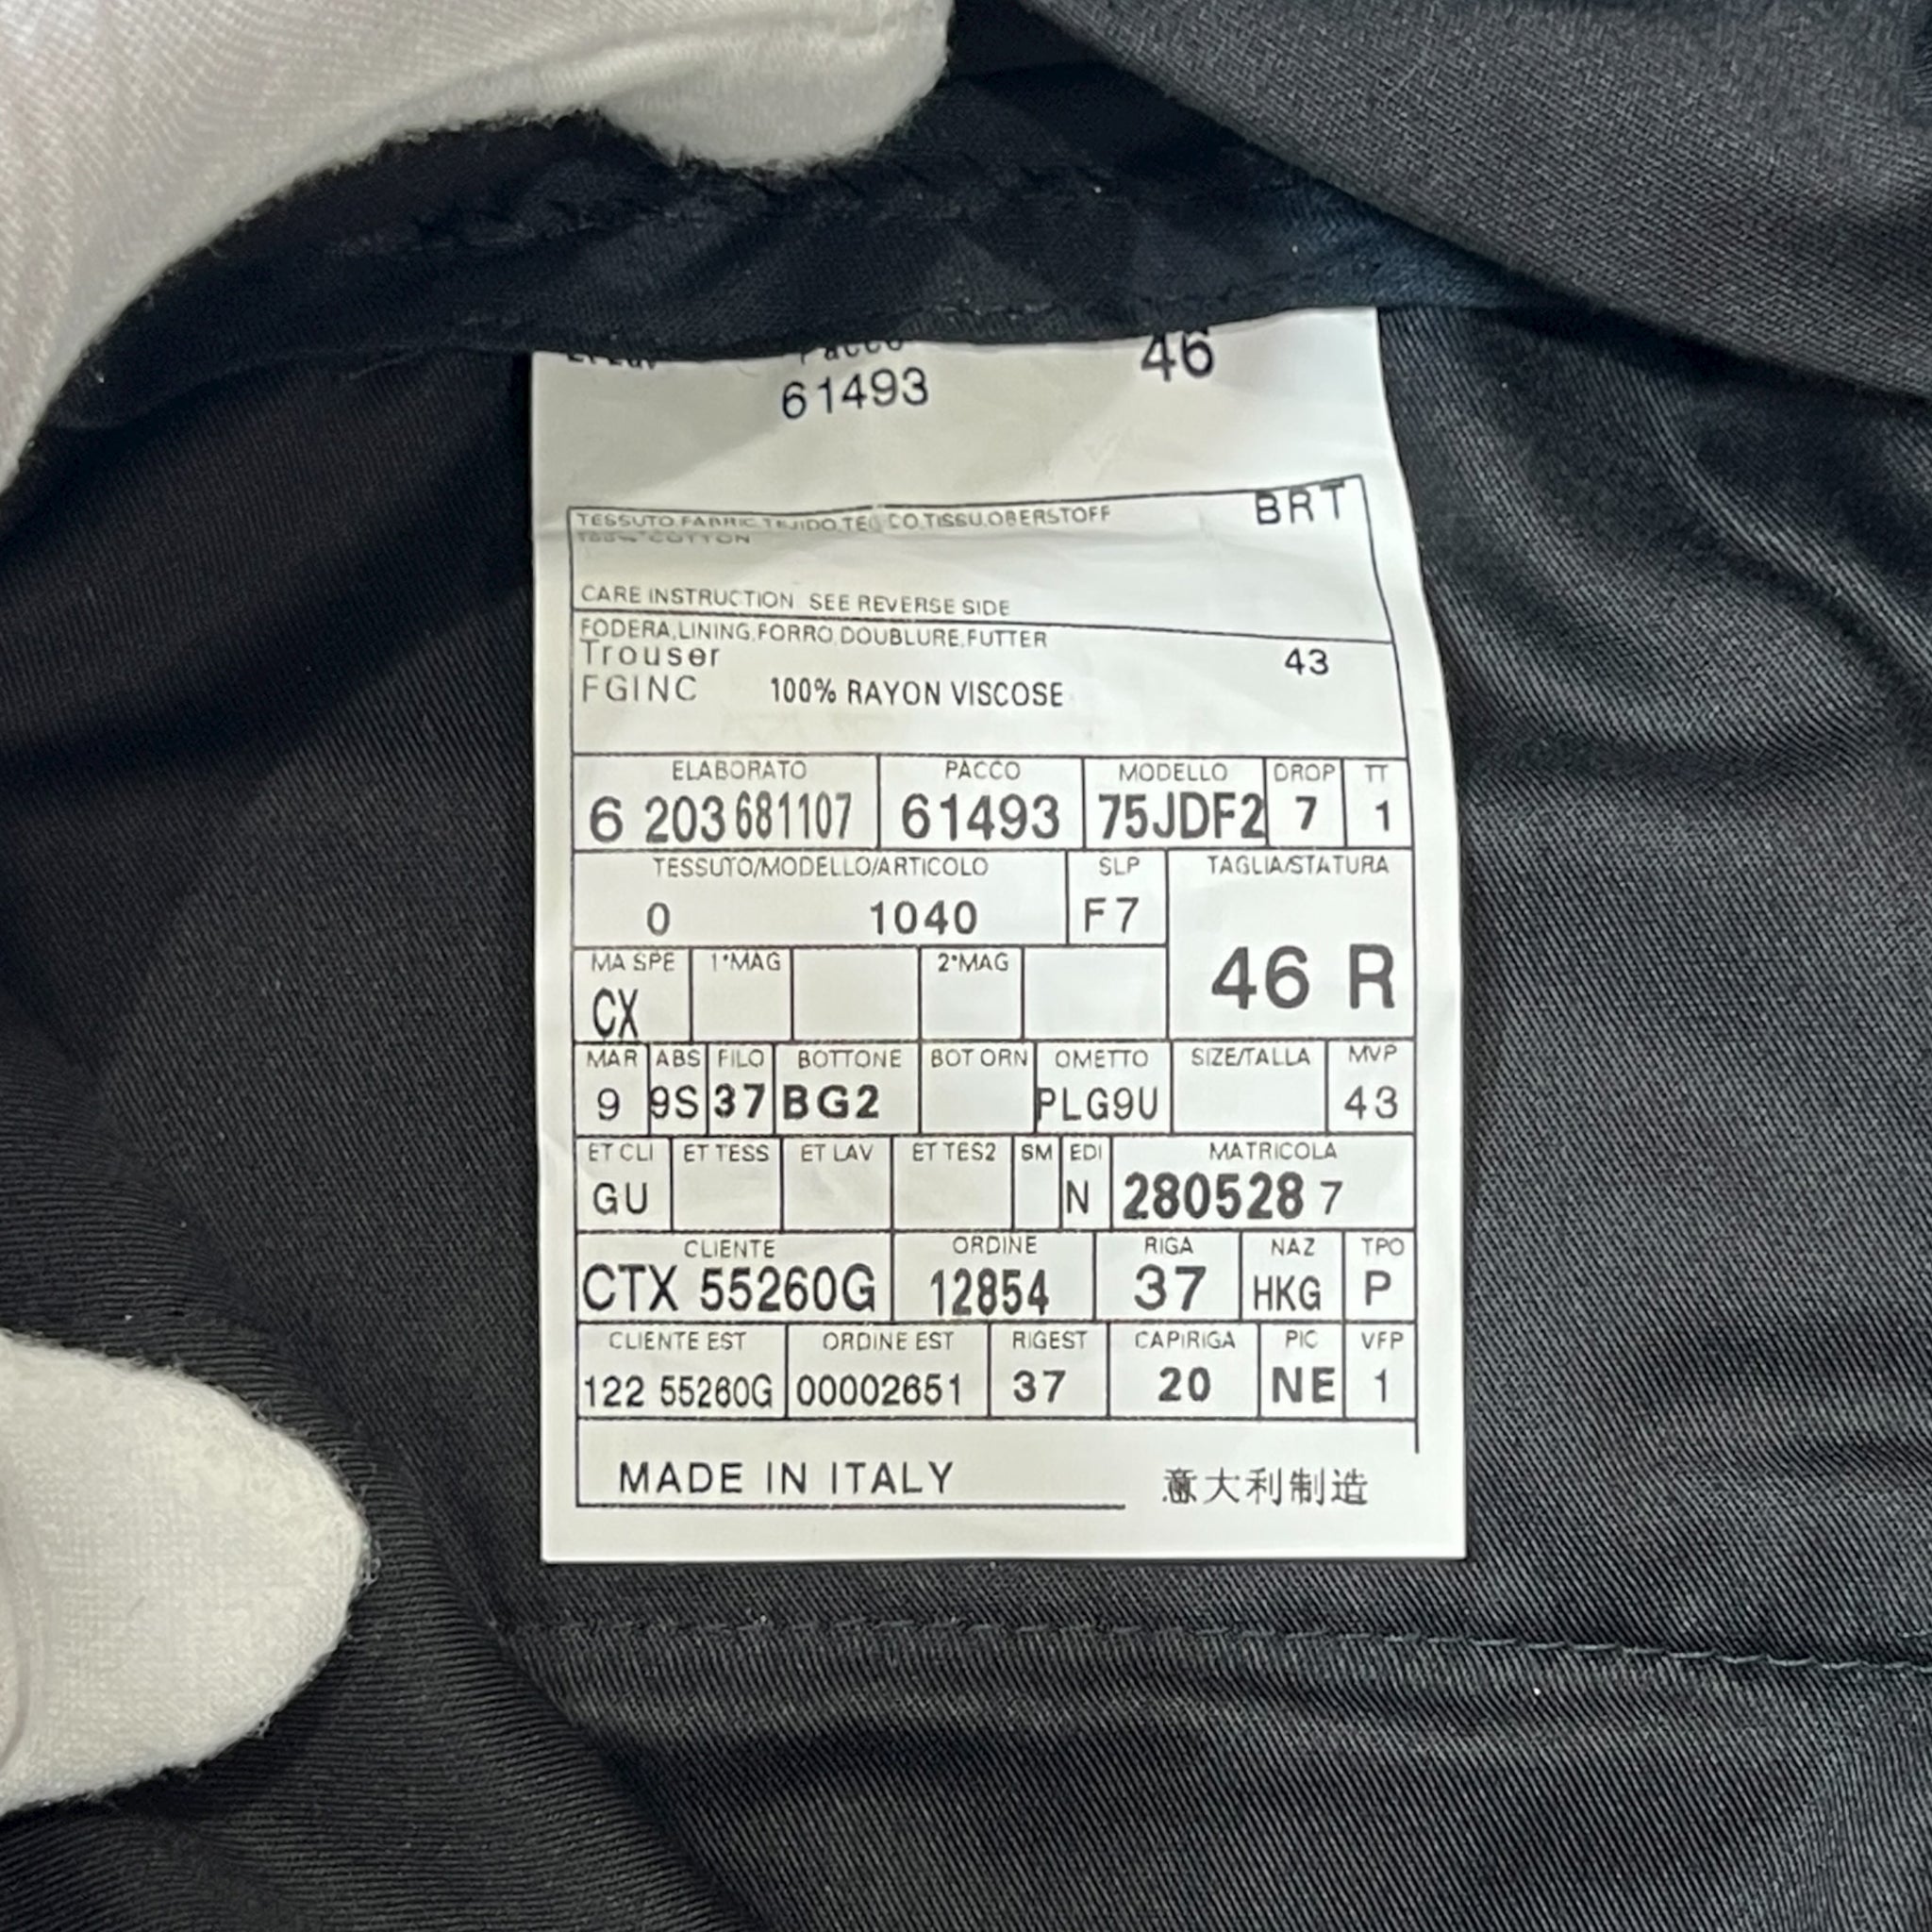 Pacco
46
61493
BRT
TESSUTO,FABRIC,TEJIDO,TECIDO,TISSU,OBERSTOFF
100% COTTON
CARE INSTRUCTION SEE REVERSE SIDE
FODERA,LINING,FORRO,DOUBLURE,FUTTER
Trouser 43
FGINC 100% RAYON VISCOSE
ELABORATO PACCO MODELLO DROP TT
6 203681107 61493 75JDF2 7 1
TESSUTO/MODELLO/ARTICOLO SLP TAGLIA/STATURA
0 1040 F7
46 R
MA SPE 1°MAG 2°MAG
CX
MAR ABS FILO BOTTONE BOT ORN OMETTO SIZE/TALLA MVP
9 9S 37 BG2 PLG9U 43
ET CLI ET TESS ET LAV ET TES2 SM EDI MATRICOLA
GU N 280528 7
CLIENTE ORDINE RIGA NAZ TPO
CTX 55260G 12854 37 HKG P
CLIENTE EST ORDINE EST RIGEST CAPIRIGA PIC VFP
122 55260G 00002651 37 20 NE 1
MADE IN ITALY 意大利制造